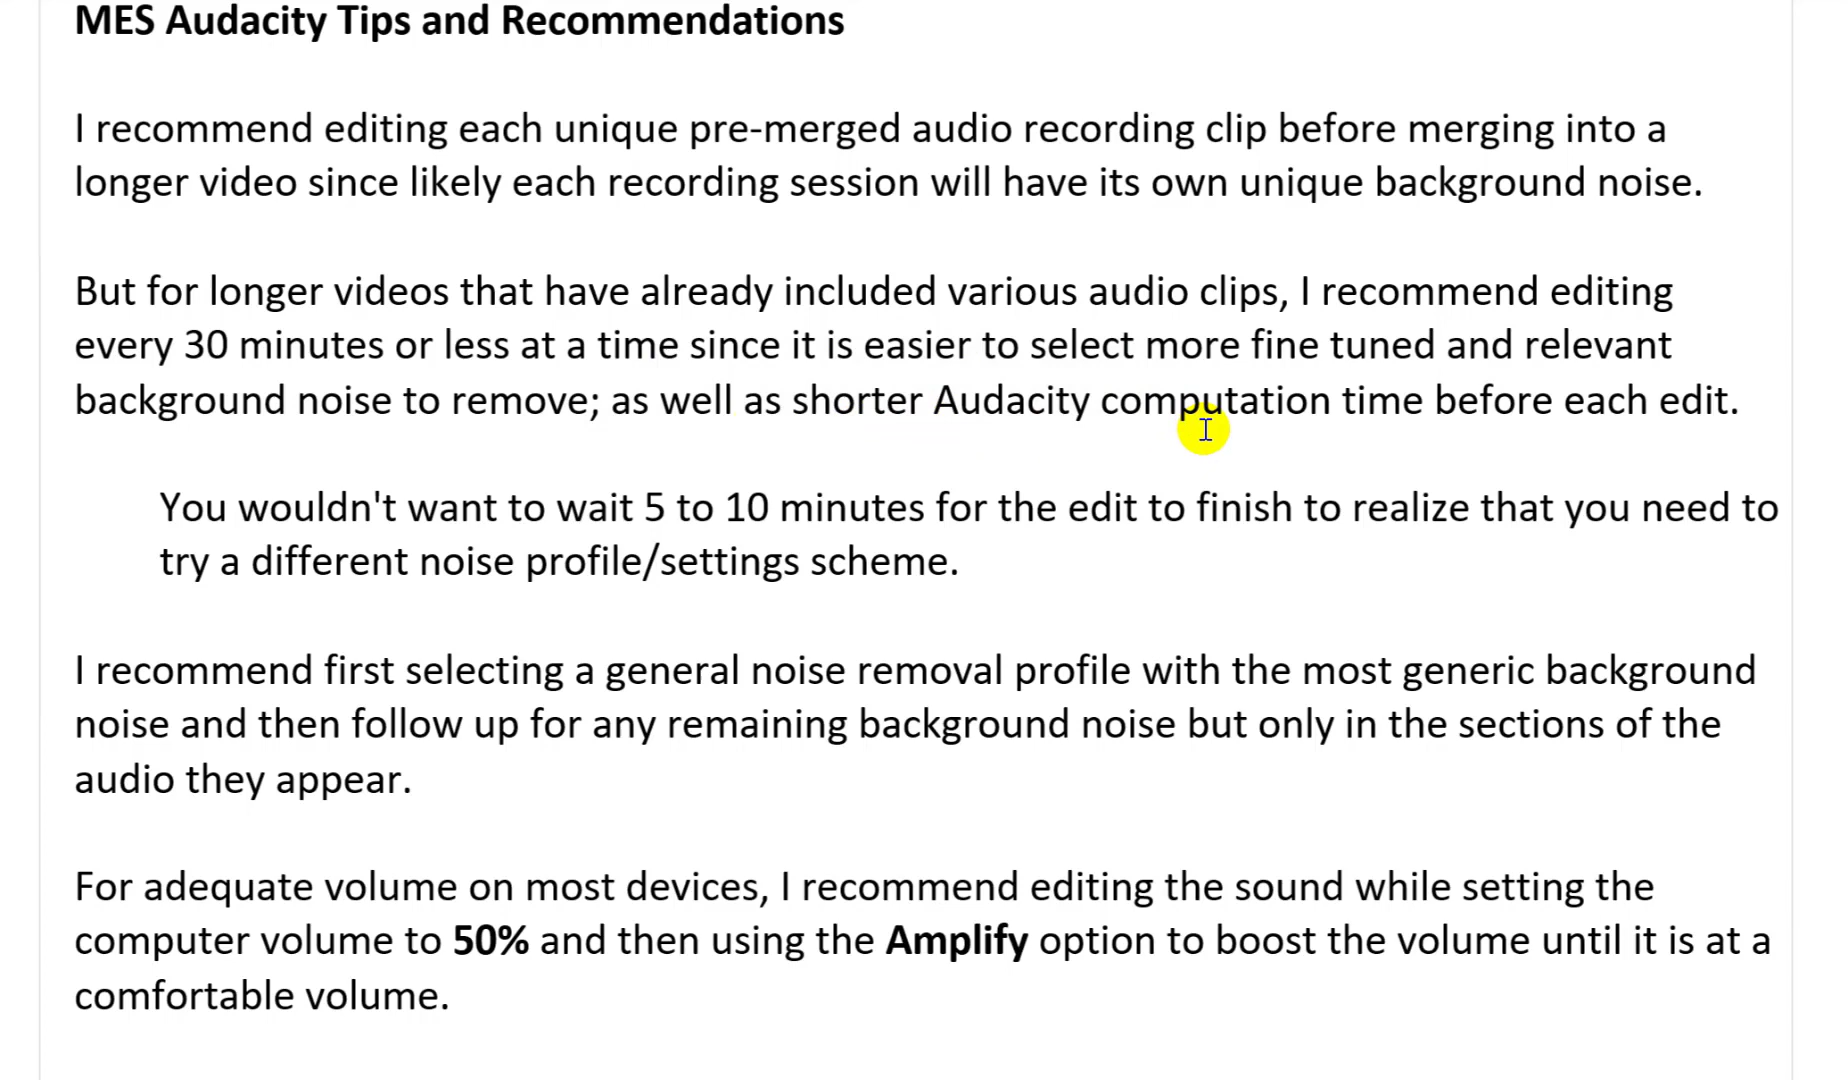 MES Audacity Tips and Recommendations
I recommend editing each unique pre-merged audio recording clip before merging into a
longer video since likely each recording session will have its own unique background noise.
But for longer videos that have already included various audio clips, I recommend editing
every 30 minutes or less at a time since it is easier to select more fine tuned and relevant
background noise to remove; as well as shorter Audacity computation time before each edit.
You wouldn't want to wait 5 to 10 minutes for the edit to finish to realize that you need to
try a different noise profile/settings scheme.
I recommend first selecting a general noise removal profile with the most generic background
noise and then follow up for any remaining background noise but only in the sections of the
audio they appear.
For adequate volume on most devices, I recommend editing the sound while setting the
computer volume to 50% and then using the Amplify option to boost the volume until it is at a
comfortable volume.